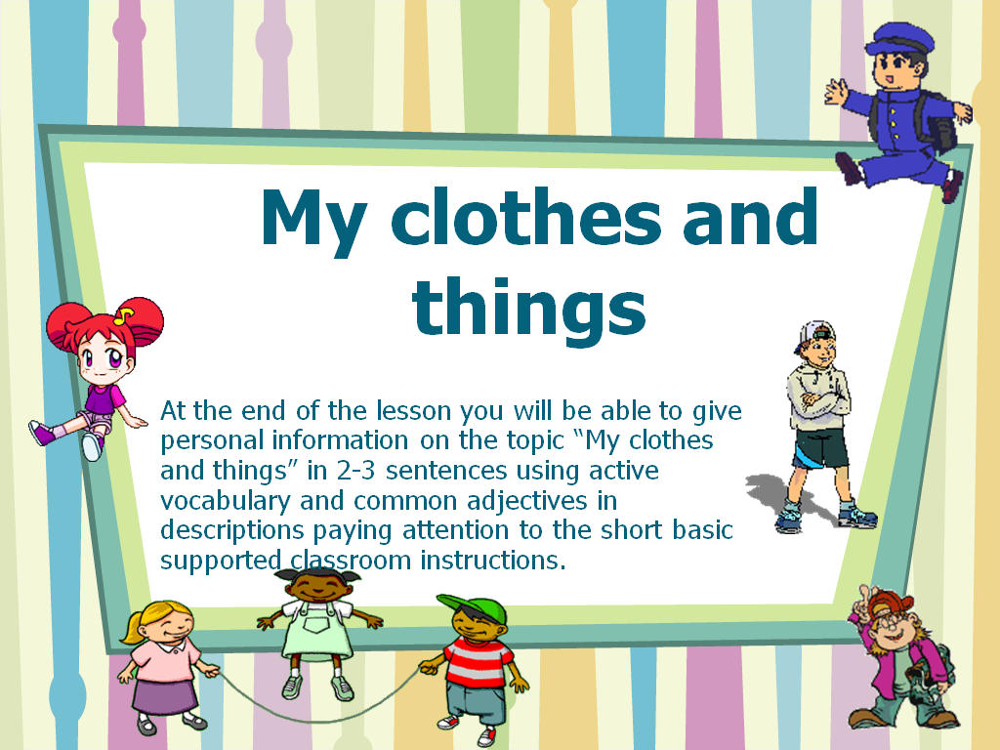 My clothes and
things
At the end of the lesson you will be able to give
personal information on the topic “My clothes
and things” in 2-3 sentences using active
vocabulary and common adjectives in
descriptions paying attention to the short basic
supported classroom instructions.